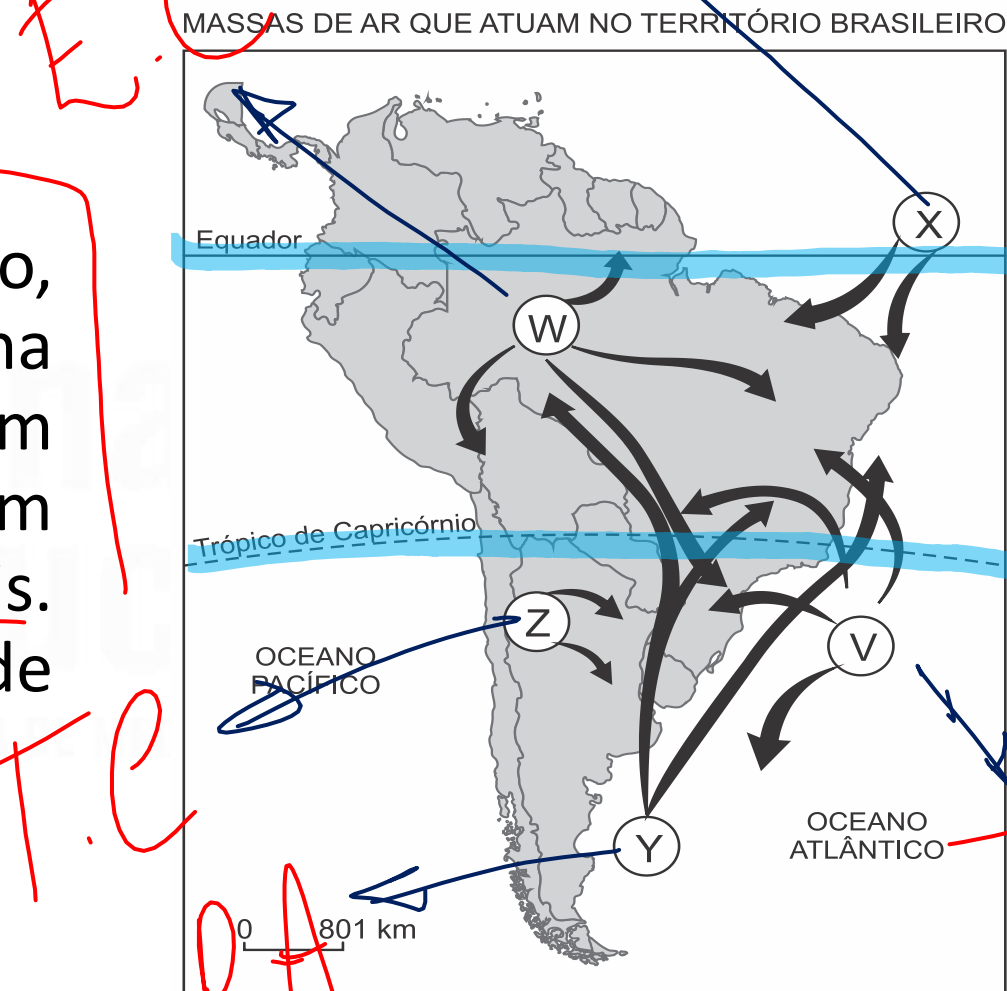 MASSAS DE AR QUE ATUAM NO TERRITÓRIO BRASILEIRO
E.C
o,
na
m
m
s.
de
X
Equador
W
Trópico de Capricórnio
Z
OCEANO
PACÍFICO
V
OCEANO
ATLÂNTICO
Y
T.C
P A
0 801 km